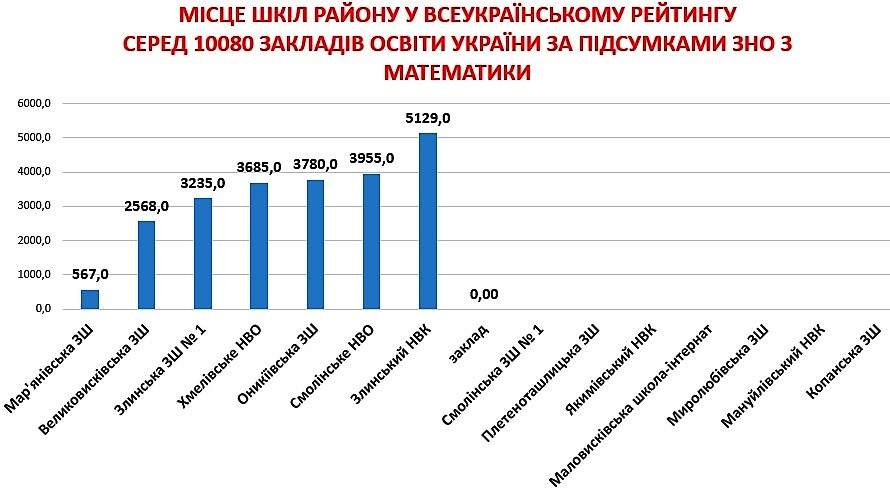 МІСЦЕ ШКІЛ РАЙОНУ У ВСЕУКРАЇНСЬКОМУ РЕЙТИНГУ
СЕРЕД 10080 ЗАКЛАДІВ ОСВІТИ УКРАЇНИ ЗА ПІДСУМКАМИ ЗНО З
МАТЕМАТИКИ
6000,0
5000,0
4000,0
3000,0
2000,0
1000,0
0,0
567,0
2568,0
3235,0
3685,0
3780,0
3955,0
5129,0
0,00
Мар'янівська ЗШ
Великовисківська ЗШ
Злинська ЗШ № 1
Хмелівське НВО
Оникіївська ЗШ
Смолінське НВО
Злинський НВК
заклад
Смолінська ЗШ № 1
Плетеноташлицька ЗШ
Якимівський НВК
Маловисківська школа-інтернат
Миролюбівська ЗШ
Мануйлівський НВК
Копанська ЗШ